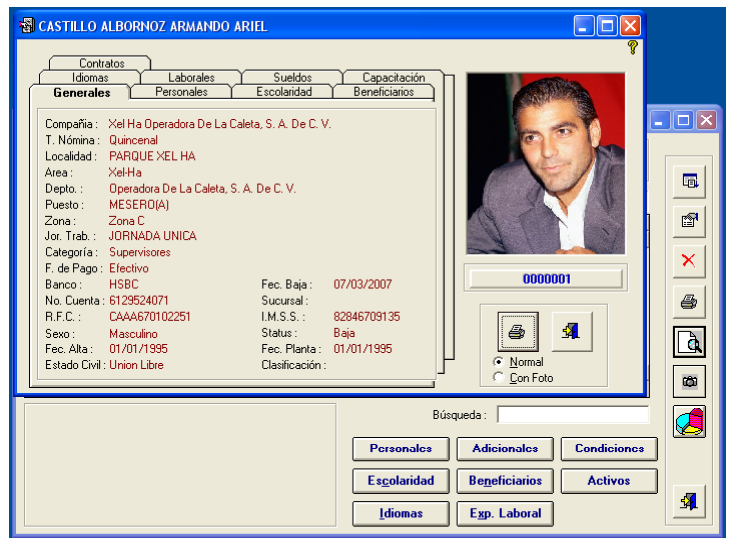 CASTILLO ALBORNOZ ARMANDO ARIEL
Contratos
Idiomas Laborales Sueldos Capacitación
Generales Personales Escolaridad Beneficiarios
Compañia : Xel Ha Operadora De La Caleta, S. A. De C. V.
T. Nómina : Quincenal
Localidad : PARQUE XEL HA
Area : Xel-Ha
Depto. : Operadora De La Caleta, S. A. De C. V.
Puesto : MESERO(A)
Zona : Zona C
Jor. Trab. : JORNADA UNICA
Categoría : Supervisores
F. de Pago : Efectivo
Banco : HSBC Fec. Baja : 07/03/2007
No. Cuenta : 6129524071 Sucursal :
R.F.C. : CAAA670102251 I.M.S.S. : 82846709135
Sexo : Masculino Status : Baja
Fec. Alta : 01/01/1995 Fec. Planta : 01/01/1995
Estado Civil : Union Libre Clasificación :
0000001
Normal
Con Foto
Búsqueda :
Personales Adicionales Condiciones
Escolaridad Beneficiarios Activos
Idiomas Exp. Laboral